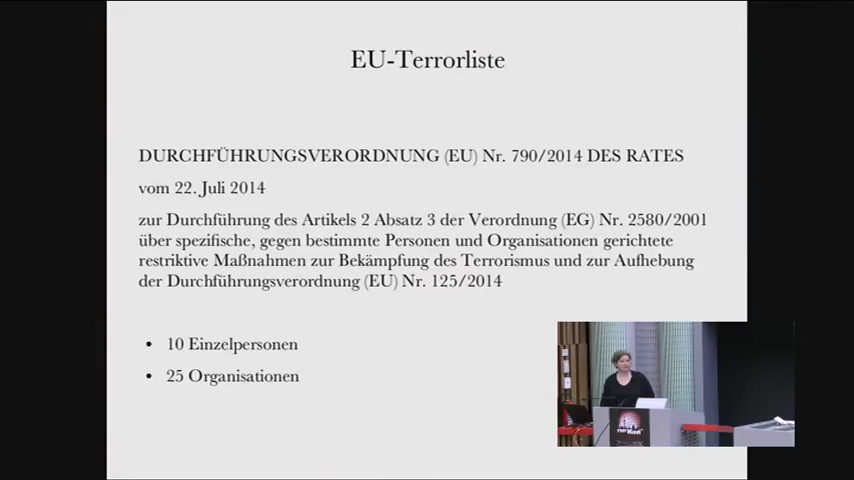 EU-Terrorliste
DURCHFÜHRUNGSVERORDNUNG (EU) Nr. 790/2014 DES RATES
vom 22. Juli 2014
zur Durchführung des Artikels 2 Absatz 3 der Verordnung (EG) Nr. 2580/2001
über spezifische, gegen bestimmte Personen und Organisationen gerichtete
restriktive Maßnahmen zur Bekämpfung des Terrorismus und zur Aufhebung
der Durchführungsverordnung (EU) Nr. 125/2014
• 10 Einzelpersonen
• 25 Organisationen